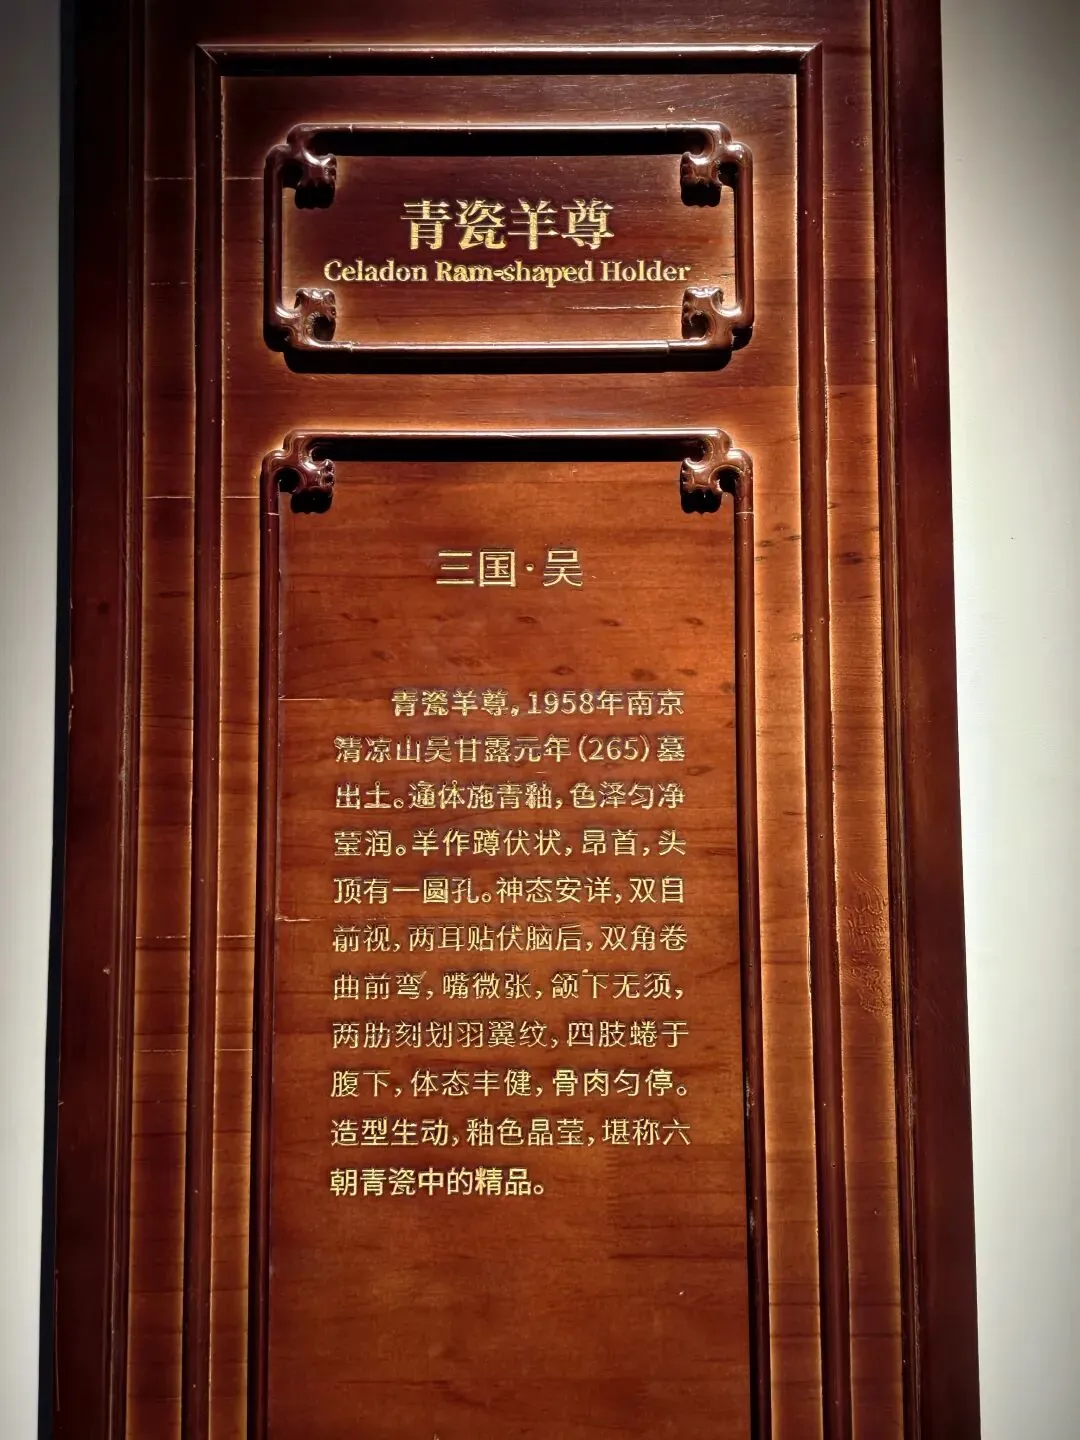 青瓷羊尊
Celadon Ram-shaped Holder
三国·吴
青瓷羊尊，1958年南京
清凉山吴甘露元年（265）墓
出土。通体施青釉，色泽匀净
莹润。羊作蹲伏状，昂首，头
顶有一圆孔。神态安详，双目
前视，两耳贴伏脑后，双角卷
曲前弯，嘴微张，颌下无须，
两肋刻划羽翼纹，四肢蜷于
腹下，体态丰健，骨肉匀停。
造型生动，釉色晶莹，堪称六
朝青瓷中的精品。